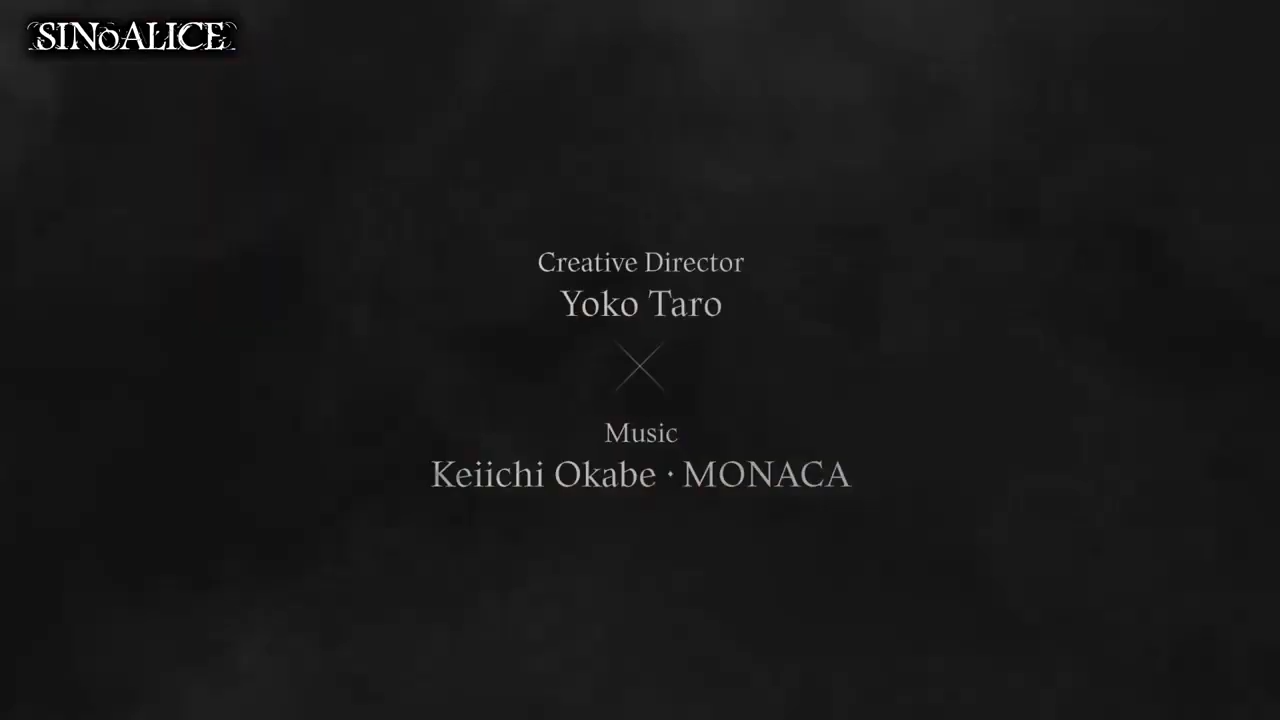 SINoALICE
Creative Director
Yoko Taro
Music
Keiichi Okabe · MONACA